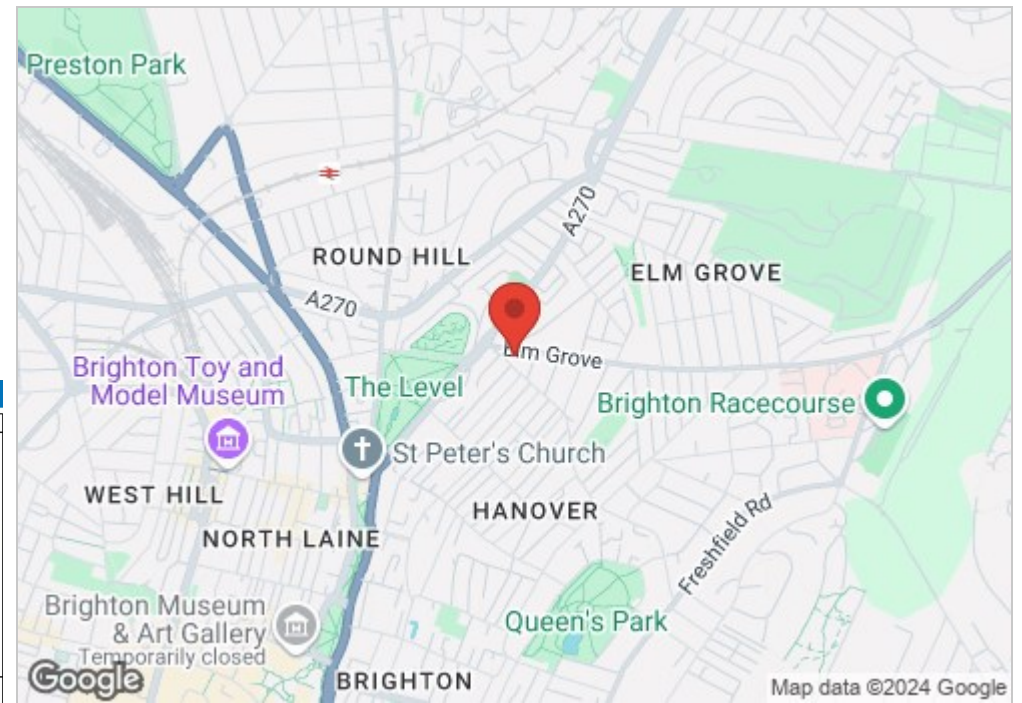 Preston Park
A270
ROUND HILL
ELM GROVE
A270
Elm Grove
Brighton Toy and
Model Museum
The Level
Brighton Racecourse
St Peter's Church
WEST HILL
HANOVER
NORTH LAINE
Freshfield Rd
Brighton Museum
& Art Gallery
Temporarily closed
Queen's Park
BRIGHTON
Google
Map data ©2024 Google